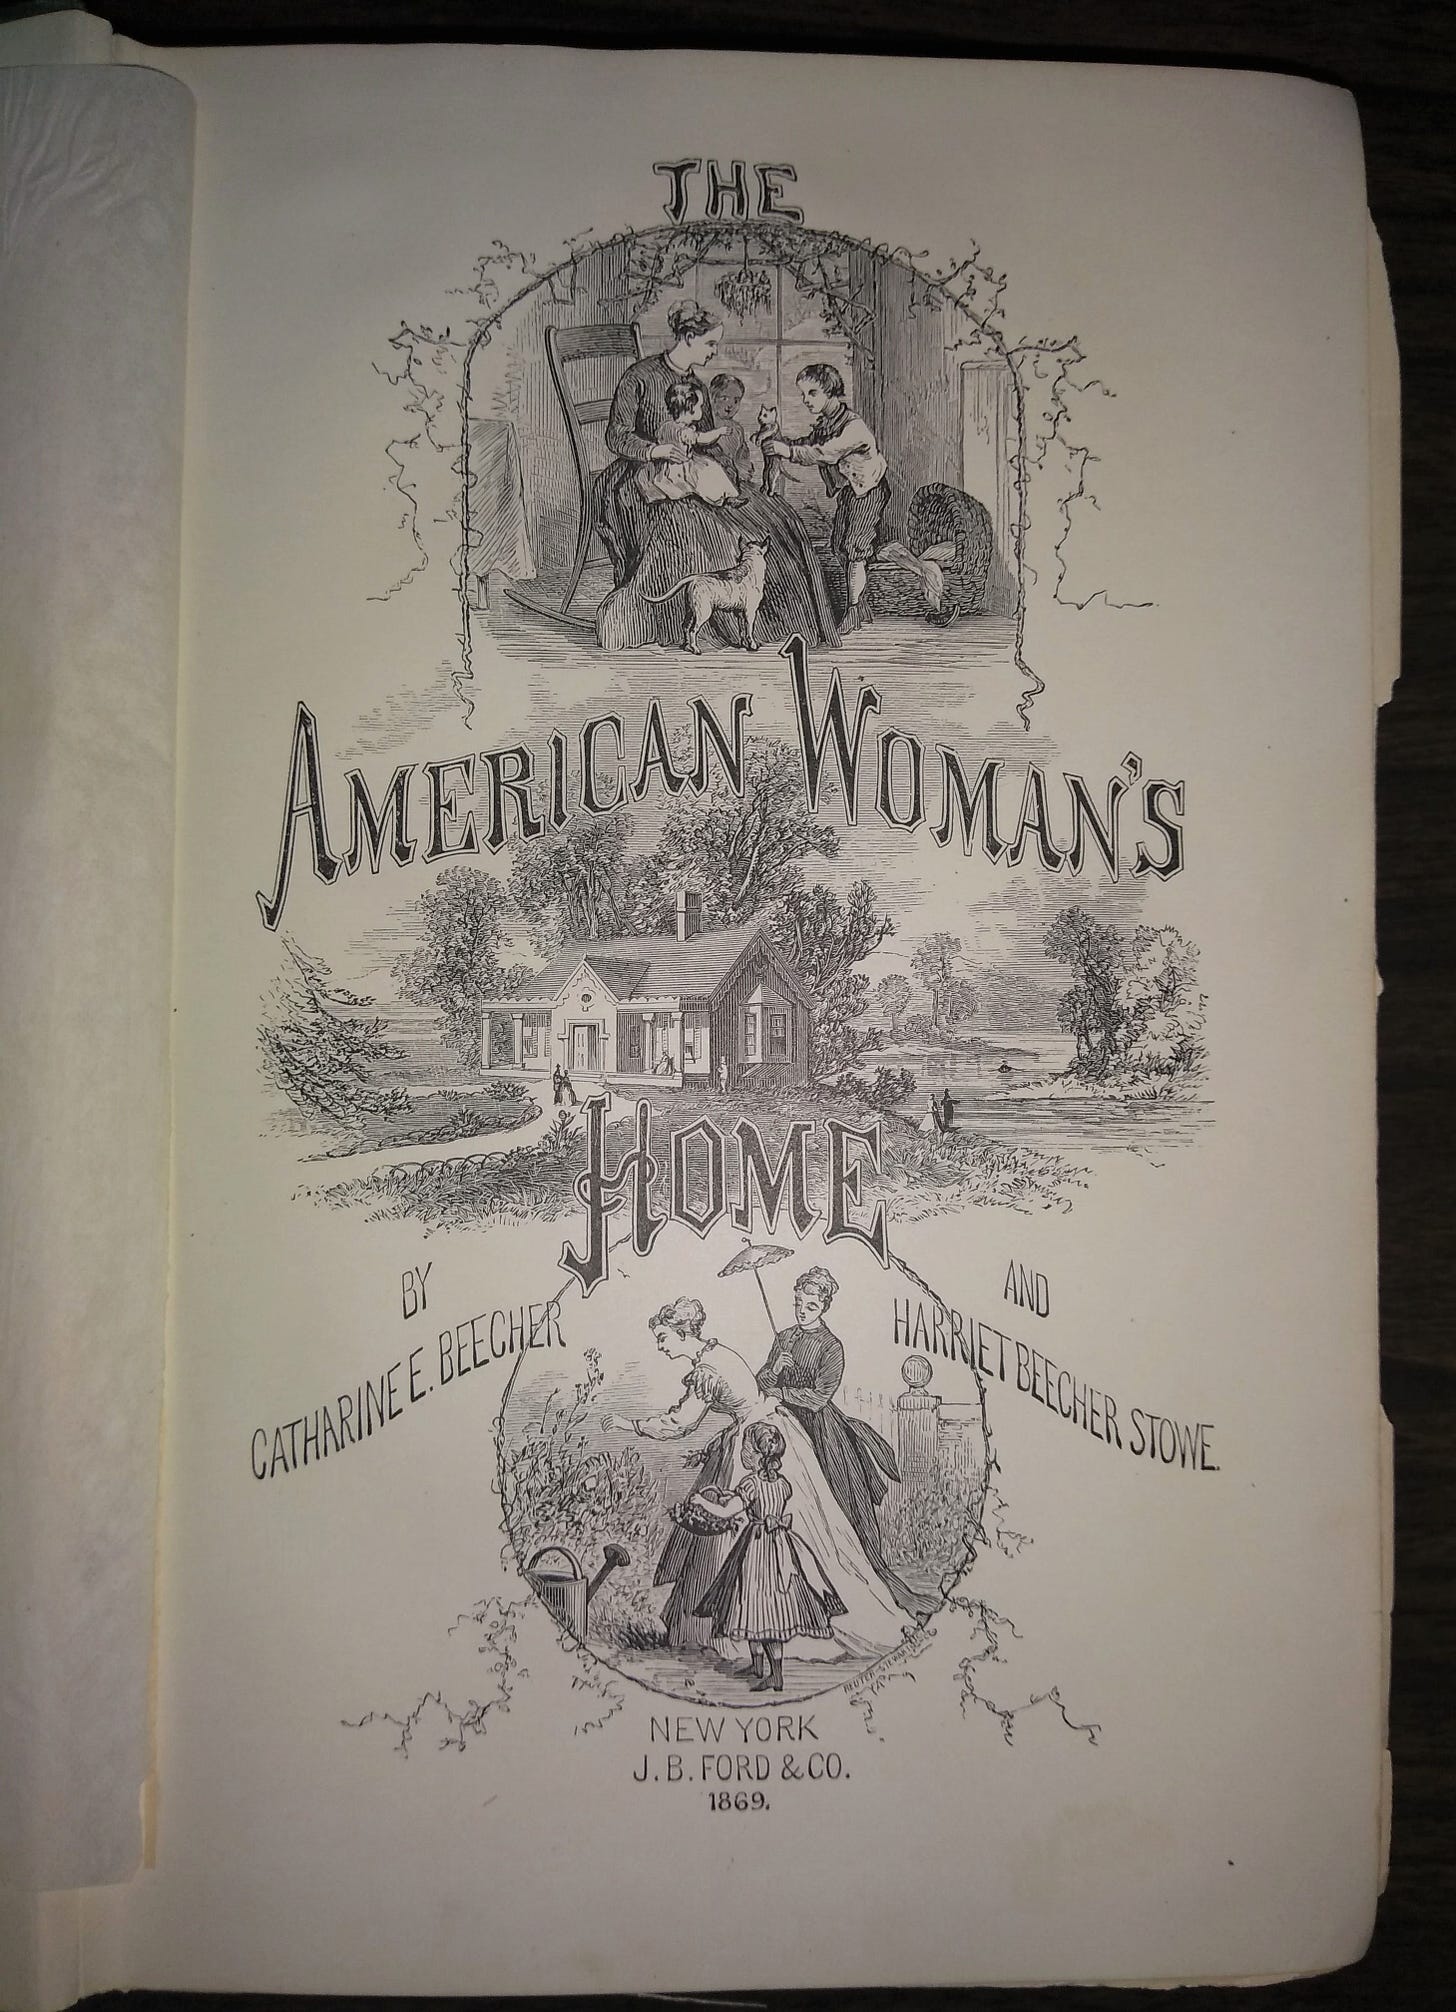 THE
AMERICAN WOMAN'S
HOME
BY
CATHARINE E. BEECHER
AND
HARRIET BEECHER STOWE.
NEW YORK
J. B. FORD & CO.
1869.